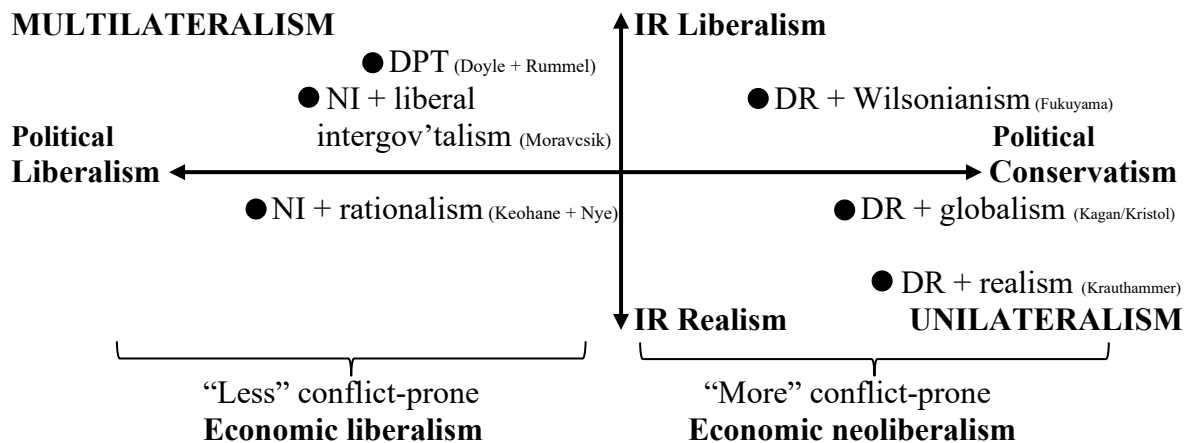 MULTILATERALISM
IR Liberalism
● DPT (Doyle + Rummel)
● NI + liberal
intergov’talism (Moravcsik)
● DR + Wilsonianism (Fukuyama)
Political
Liberalism
Political
Conservatism
● NI + rationalism (Keohane + Nye)
● DR + globalism (Kagan/Kristol)
● DR + realism (Krauthammer)
IR Realism
UNILATERALISM
“Less” conflict-prone
Economic liberalism
“More” conflict-prone
Economic neoliberalism